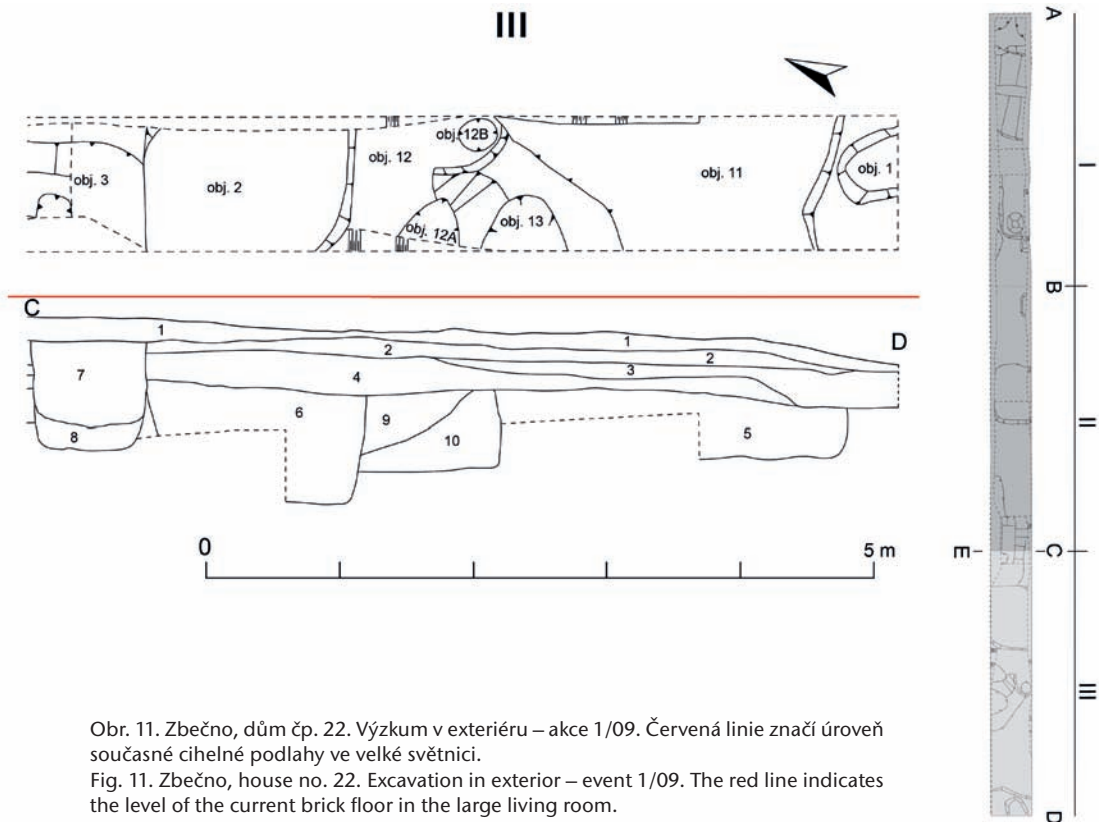 III
A
obj. 3
obj. 2
obj. 12
obj. 12B
obj. 12A
obj. 13
obj. 11
obj. 1
I
B
C
D
1
1
2
2
3
4
5
6
7
8
9
10
II
0
5 m
E
C
III
D
Obr. 11. Zbečno, dům čp. 22. Výzkum v exteriéru – akce 1/09. Červená linie značí úroveň
současné cihelné podlahy ve velké světnici.
Fig. 11. Zbečno, house no. 22. Excavation in exterior – event 1/09. The red line indicates
the level of the current brick floor in the large living room.